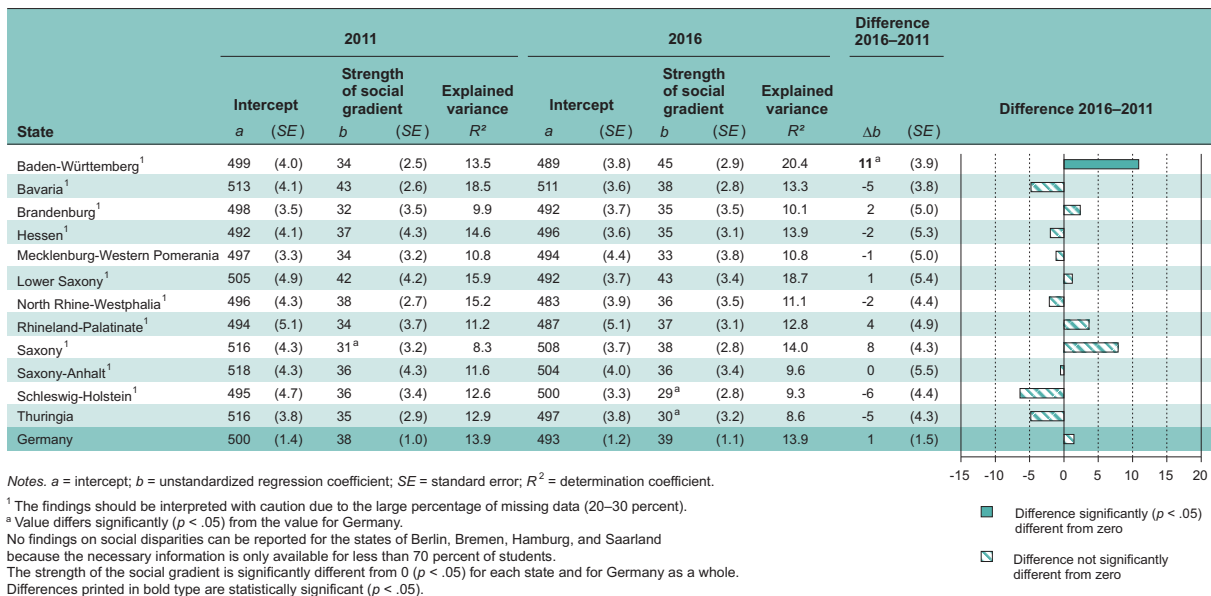 Difference
2011 2016 2016–2011
Strength Strength
of social Explained of social Explained
Intercept gradient variance Intercept gradient variance Difference 2016–2011
State a (SE) b (SE) R² a (SE) b (SE) R² Δb (SE)
Baden-Württemberg¹ 499 (4.0) 34 (2.5) 13.5 489 (3.8) 45 (2.9) 20.4 11ᵃ (3.9)
Bavaria¹ 513 (4.1) 43 (2.6) 18.5 511 (3.6) 38 (2.8) 13.3 -5 (3.8)
Brandenburg¹ 498 (3.5) 32 (3.5) 9.9 492 (3.7) 35 (3.5) 10.1 2 (5.0)
Hessen¹ 492 (4.1) 37 (4.3) 14.6 496 (3.6) 35 (3.1) 13.9 -2 (5.3)
Mecklenburg-Western Pomerania 497 (3.3) 34 (3.2) 10.8 494 (4.4) 33 (3.8) 10.8 -1 (5.0)
Lower Saxony¹ 505 (4.9) 42 (4.2) 15.9 492 (3.7) 43 (3.4) 18.7 1 (5.4)
North Rhine-Westphalia¹ 496 (4.3) 38 (2.7) 15.2 483 (3.9) 36 (3.5) 11.1 -2 (4.4)
Rhineland-Palatinate¹ 494 (5.1) 34 (3.7) 11.2 487 (5.1) 37 (3.1) 12.8 4 (4.9)
Saxony¹ 516 (4.3) 31ᵃ (3.2) 8.3 508 (3.7) 38 (2.8) 14.0 8 (4.3)
Saxony-Anhalt¹ 518 (4.3) 36 (4.3) 11.6 504 (4.0) 36 (3.4) 9.6 0 (5.5)
Schleswig-Holstein¹ 495 (4.7) 36 (3.4) 12.6 500 (3.3) 29ᵃ (2.8) 9.3 -6 (4.4)
Thuringia 516 (3.8) 35 (2.9) 12.9 497 (3.8) 30ᵃ (3.2) 8.6 -5 (4.3)
Germany 500 (1.4) 38 (1.0) 13.9 493 (1.2) 39 (1.1) 13.9 1 (1.5)
-15 -10 -5 0 5 10 15 20
Notes. a = intercept; b = unstandardized regression coefficient; SE = standard error; R² = determination coefficient.
¹ The findings should be interpreted with caution due to the large percentage of missing data (20–30 percent).
ᵃ Value differs significantly (p < .05) from the value for Germany.
No findings on social disparities can be reported for the states of Berlin, Bremen, Hamburg, and Saarland
because the necessary information is only available for less than 70 percent of students.
The strength of the social gradient is significantly different from 0 (p < .05) for each state and for Germany as a whole.
Differences printed in bold type are statistically significant (p < .05).
Difference significantly (p < .05)
different from zero
Difference not significantly
different from zero